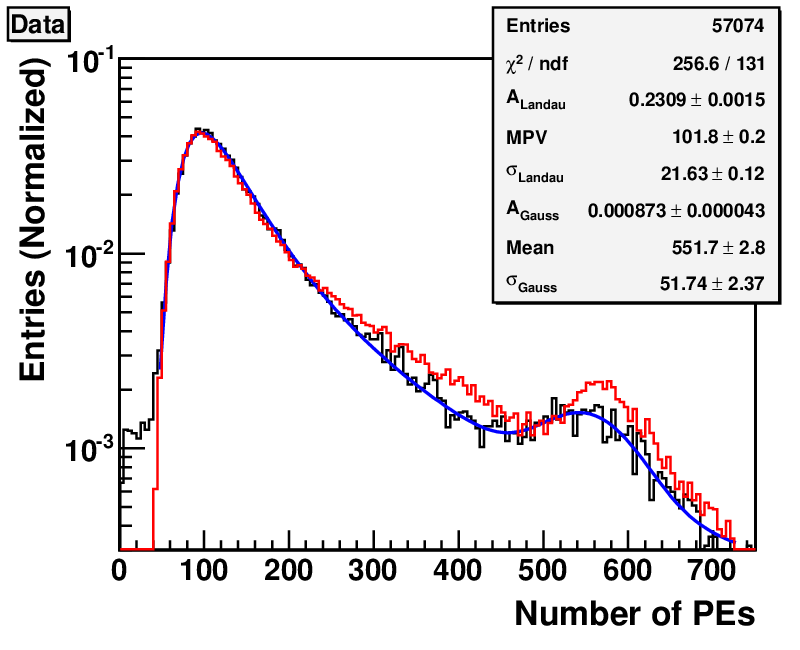 Data
Entries 57074
χ² / ndf 256.6 / 131
A_Landau 0.2309 ± 0.0015
MPV 101.8 ± 0.2
σ_Landau 21.63 ± 0.12
A_Gauss 0.000873 ± 0.000043
Mean 551.7 ± 2.8
σ_Gauss 51.74 ± 2.37
Entries (Normalized)
10⁻¹
10⁻²
10⁻³
0 100 200 300 400 500 600 700
Number of PEs